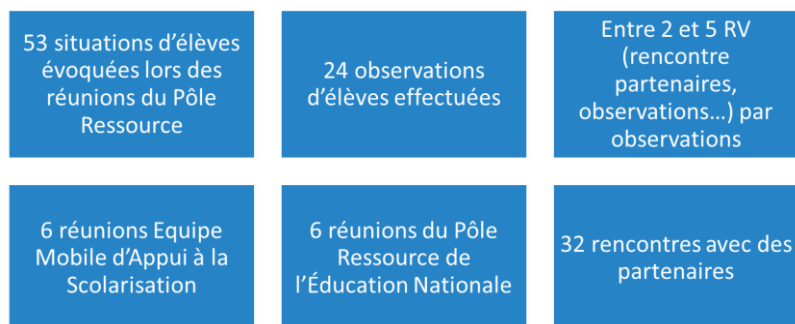 53 situations d'élèves
évoquées lors des
réunions du Pôle
Ressource
24 observations
d'élèves effectuées
Entre 2 et 5 RV
(rencontre
partenaires,
observations…) par
observations
6 réunions Equipe
Mobile d'Appui à la
Scolarisation
6 réunions du Pôle
Ressource de
l'Éducation Nationale
32 rencontres avec des
partenaires